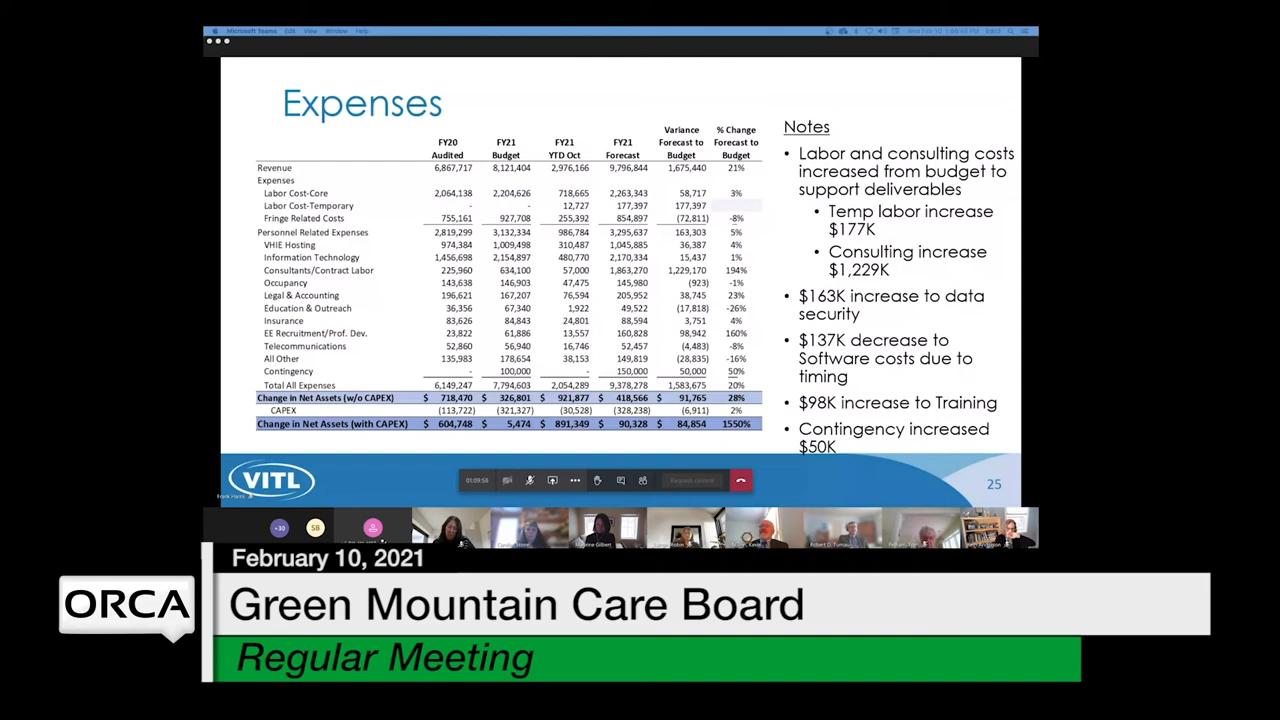 Microsoft Teams Edit View Window Help
Expenses
FY20 Audited FY21 Budget FY21 YTD Oct FY21 Forecast Variance Forecast to Budget % Change Forecast to Budget
Revenue 6,867,717 8,121,404 2,976,166 9,796,844 1,675,440 21%
Expenses
Labor Cost-Core 2,064,138 2,204,626 718,665 2,263,343 58,717 3%
Labor Cost-Temporary - - 12,727 177,397 177,397
Fringe Related Costs 755,161 927,708 255,392 854,897 (72,811) -8%
Personnel Related Expenses 2,819,299 3,132,334 986,784 3,295,637 163,303 5%
VHIE Hosting 974,384 1,009,498 310,487 1,045,885 36,387 4%
Information Technology 1,456,698 2,154,897 480,770 2,170,334 15,437 1%
Consultants/Contract Labor 225,960 634,100 57,000 1,863,270 1,229,170 194%
Occupancy 143,638 146,903 47,475 145,980 (923) -1%
Legal & Accounting 196,621 167,207 76,594 205,952 38,745 23%
Education & Outreach 36,356 67,340 1,922 49,522 (17,818) -26%
Insurance 83,626 84,843 24,801 88,594 3,751 4%
EE Recruitment/Prof. Dev. 23,822 61,886 13,557 160,828 98,942 160%
Telecommunications 52,860 56,940 16,746 52,457 (4,483) -8%
All Other 135,983 178,654 38,153 149,819 (28,835) -16%
Contingency - 100,000 - 150,000 50,000 50%
Total All Expenses 6,149,247 7,794,603 2,054,289 9,378,278 1,583,675 20%
Change in Net Assets (w/o CAPEX) $ 718,470 $ 326,801 $ 921,877 $ 418,566 $ 91,765 28%
CAPEX (113,722) (321,327) (30,528) (328,238) (6,911) 2%
Change in Net Assets (with CAPEX) $ 604,748 $ 5,474 $ 891,349 $ 90,328 $ 84,854 1550%
Notes
• Labor and consulting costs
increased from budget to
support deliverables
• Temp labor increase
$177K
• Consulting increase
$1,229K
• $163K increase to data
security
• $137K decrease to
Software costs due to
timing
• $98K increase to Training
• Contingency increased
$50K
VITL
01:09:58
Request control
25
Frank Harris
+30 SB
Robert D. Turnau
February 10, 2021
ORCA
Green Mountain Care Board
Regular Meeting